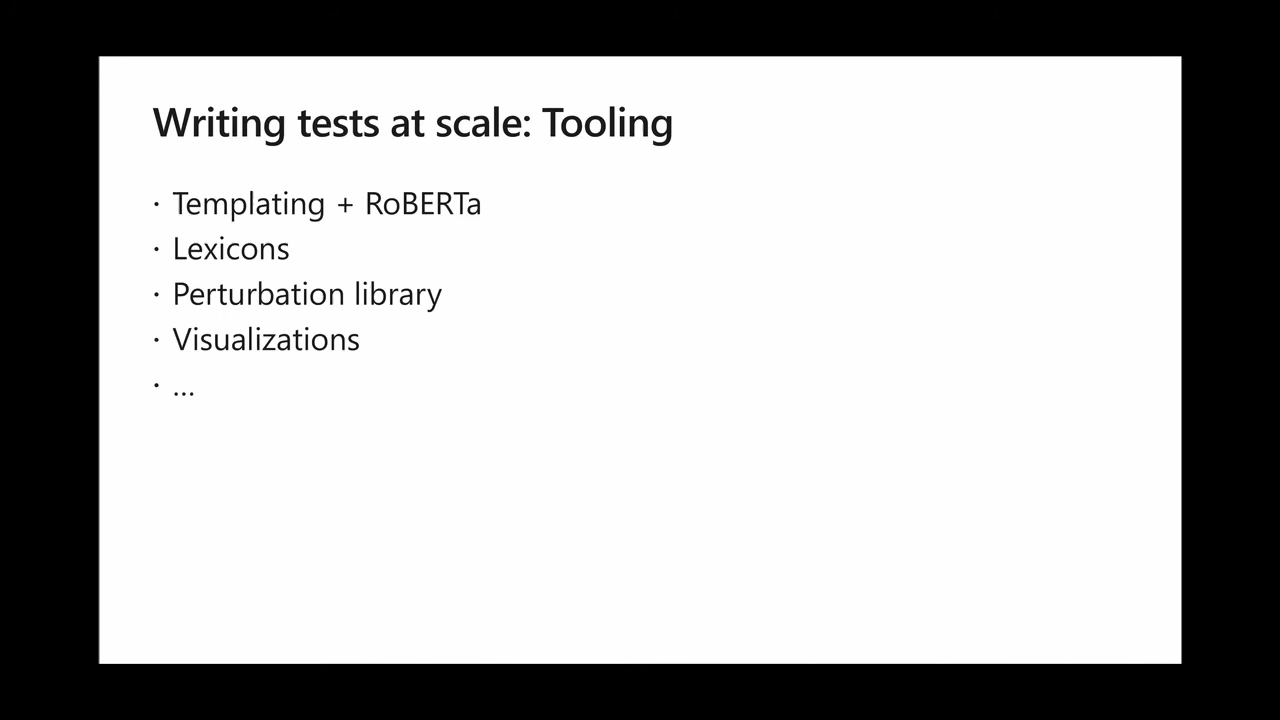 Writing tests at scale: Tooling
· Templating + RoBERTa
· Lexicons
· Perturbation library
· Visualizations
· ...